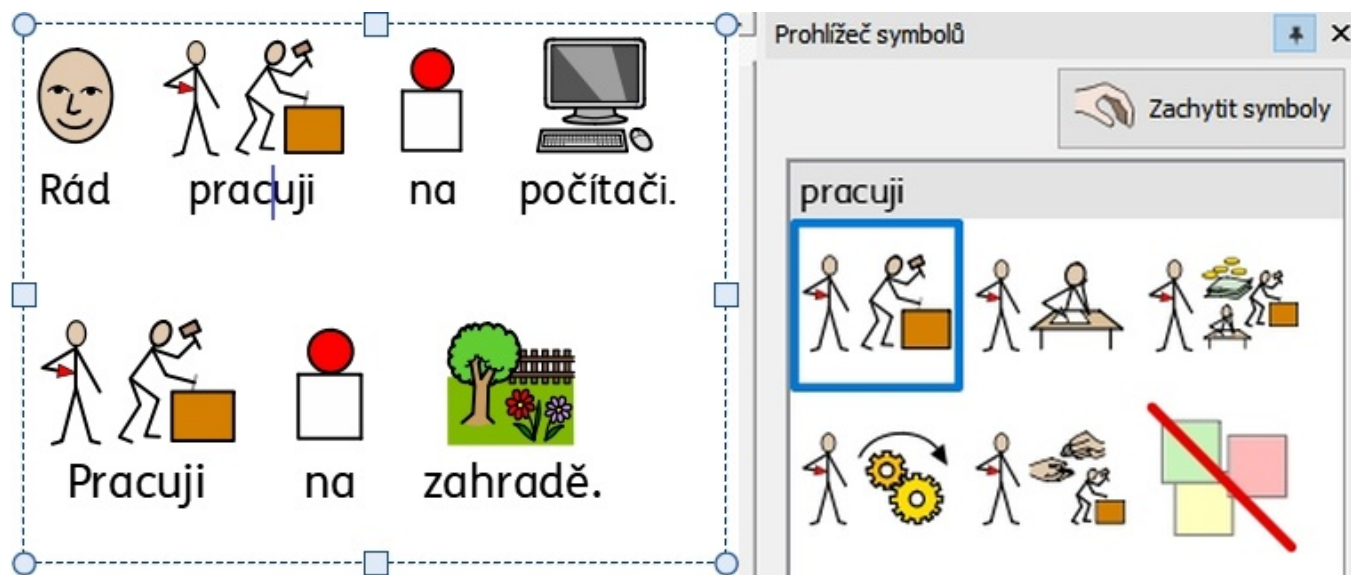 Rád pracuji na počítači.
Pracuji na zahradě.
Prohlížeč symbolů
Zachytit symboly
pracuji